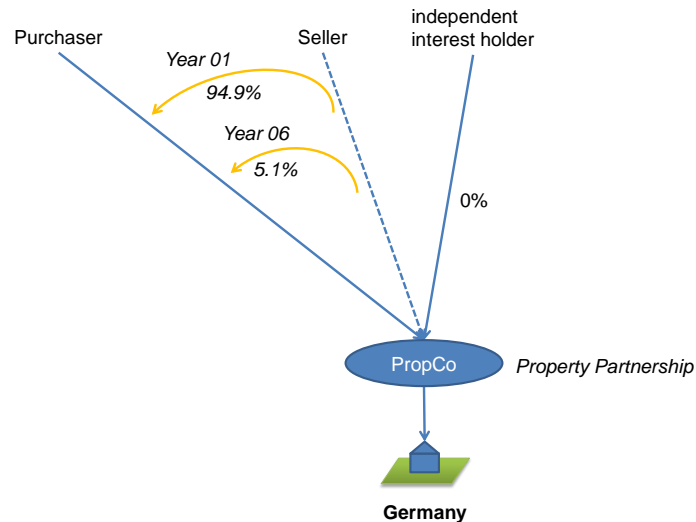 Purchaser
Seller
independent
interest holder
Year 01
94.9%
Year 06
5.1%
0%
PropCo
Property Partnership
Germany